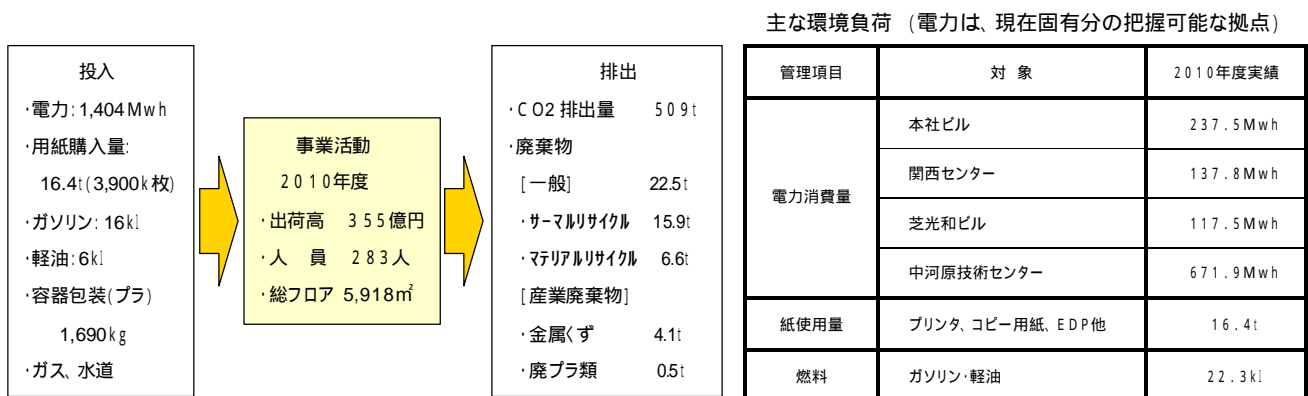 主な環境負荷 (電力は、現在固有分の把握可能な拠点)
投入
・電力:1,404Mwh
・用紙購入量:
16.4t(3,900k枚)
・ガソリン:16kl
・軽油:6kl
・容器包装(プラ)
1,690kg
・ガス、水道
事業活動
2010年度
・出荷高 355億円
・人 員 283人
・総フロア 5,918㎡
排出
・CO2排出量 509t
・廃棄物
[一般] 22.5t
・サーマルリサイクル 15.9t
・マテリアルリサイクル 6.6t
[産業廃棄物]
・金属くず 4.1t
・廃プラ類 0.5t
管理項目 対 象 2010年度実績
電力消費量
本社ビル 237.5Mwh
関西センター 137.8Mwh
芝光和ビル 117.5Mwh
中河原技術センター 671.9Mwh
紙使用量 プリンタ、コピー用紙、EDP他 16.4t
燃料 ガソリン・軽油 22.3kl